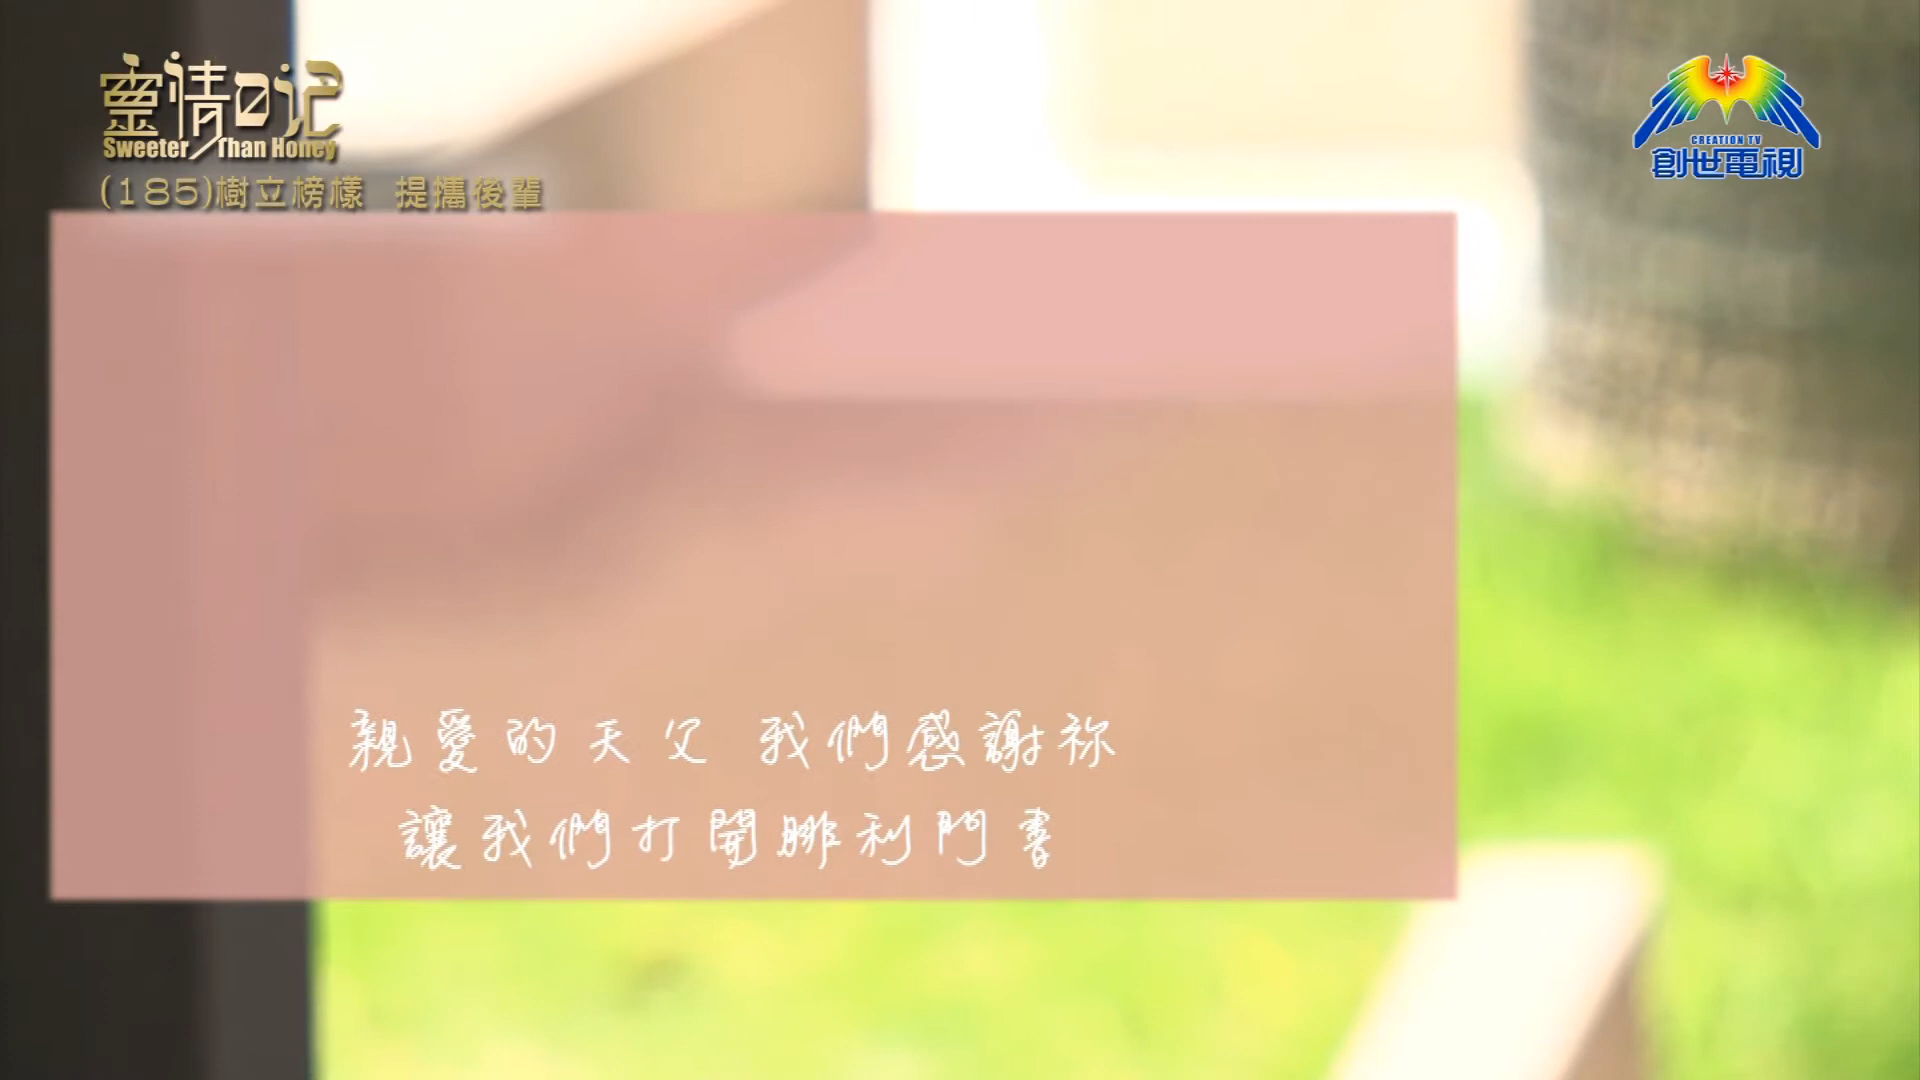 靈情日记
Sweeter Than Honey
(185)樹立榜樣 提攜後輩
CREATION TV
創世電視
親愛的天父 我們感謝祢
讓我們打開腓利門書